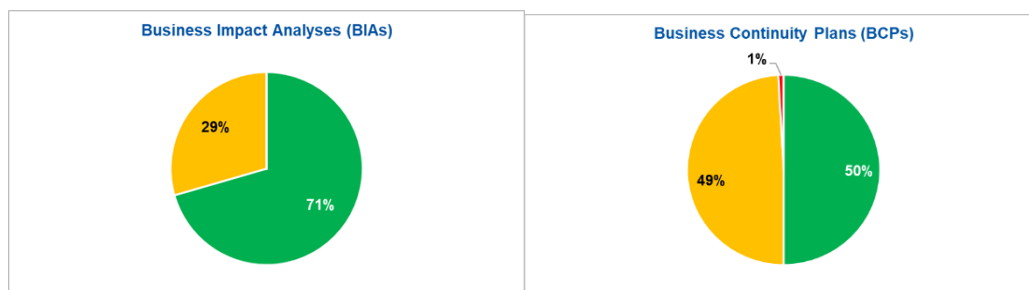 Business Impact Analyses (BIAs)
29%
71%
Business Continuity Plans (BCPs)
1%
49%
50%